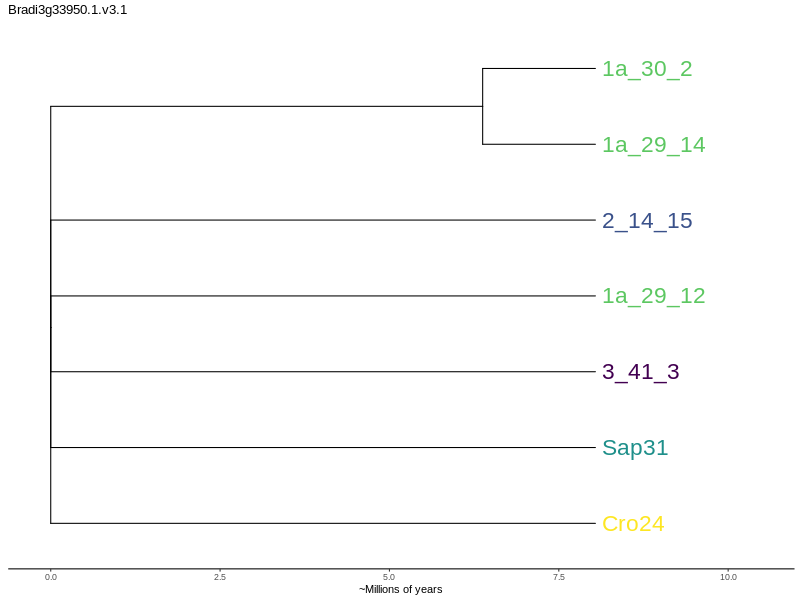 Bradi3g33950.1.v3.1
1a_30_2
1a_29_14
2_14_15
1a_29_12
3_41_3
Sap31
Cro24
0.0 2.5 5.0 7.5 10.0
~Millions of years